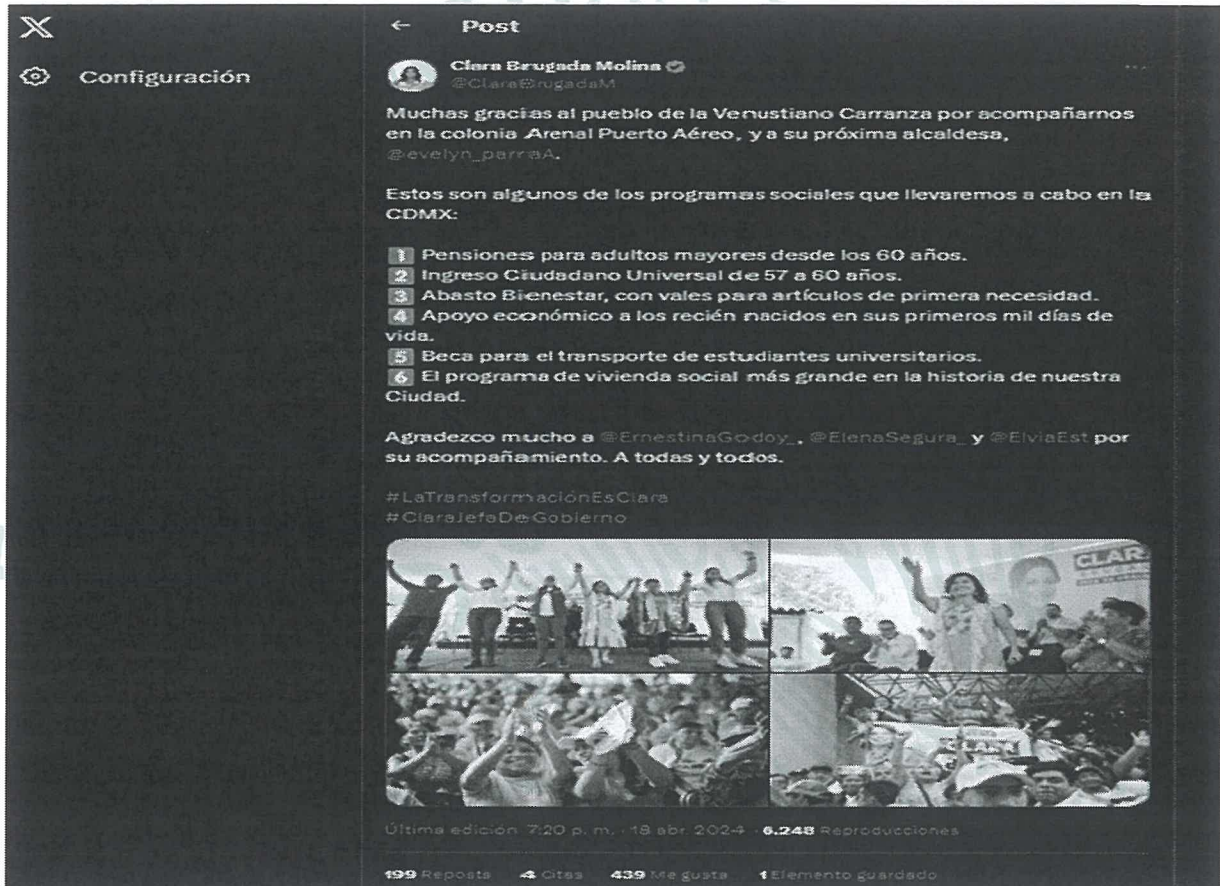 Post
Configuración
Clara Brugada Molina
@ClaraBrugadaM
Muchas gracias al pueblo de la Venustiano Carranza por acompañarnos
en la colonia Arenal Puerto Aéreo, y a su próxima alcaldesa,
@evelyn_parraA.
Estos son algunos de los programas sociales que llevaremos a cabo en la
CDMX:
1 Pensiones para adultos mayores desde los 60 años.
2 Ingreso Ciudadano Universal de 57 a 60 años.
3 Abasto Bienestar, con vales para artículos de primera necesidad.
4 Apoyo económico a los recién nacidos en sus primeros mil días de
vida.
5 Beca para el transporte de estudiantes universitarios.
6 El programa de vivienda social más grande en la historia de nuestra
Ciudad.
Agradezco mucho a @ErnestinaGodoy_, @ElenaSegura_ y @ElviaEst por
su acompañamiento. A todas y todos.
#LaTransformaciónEsClara
#ClaraJefaDeGobierno
CLAR
CLARA
Última edición 7:20 p. m. · 18 abr. 2024 · 6.248 Reproducciones
199 Reposts 4 Citas 439 Me gusta 1 Elemento guardado